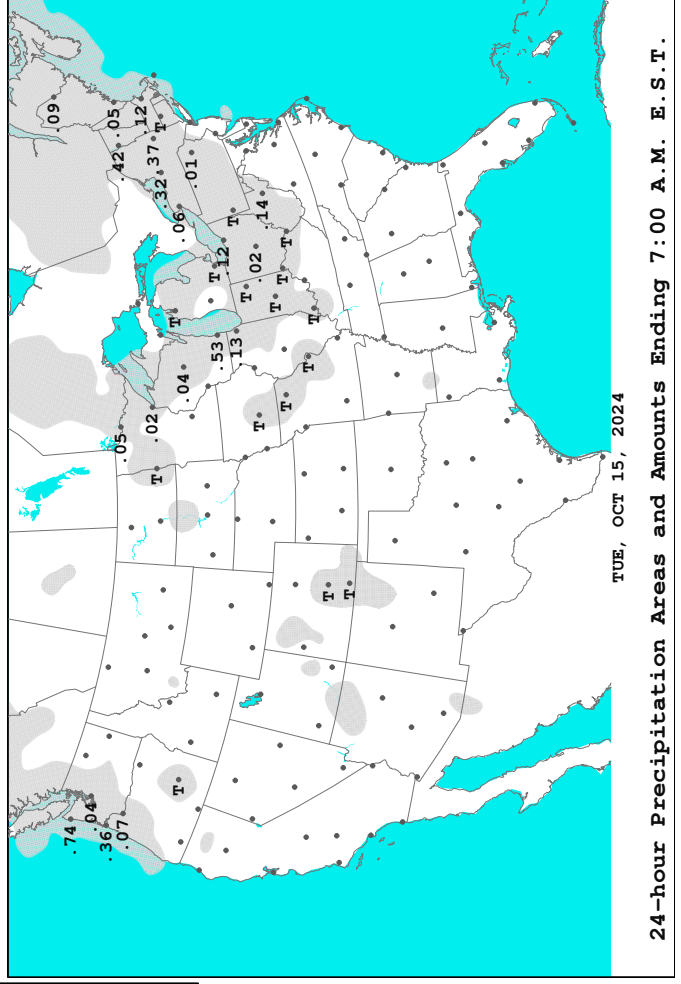 .09
.74
.04
.36
.05
.42
.05
.07
.12
.02
.37
T
T
.32
T
T
.06
.04
.01
T
.53
.12
T
.13
T
.02
T
.14
T
T
T
T
T
T
T
T
TUE, OCT 15, 2024
24-hour Precipitation Areas and Amounts Ending 7:00 A.M. E.S.T.